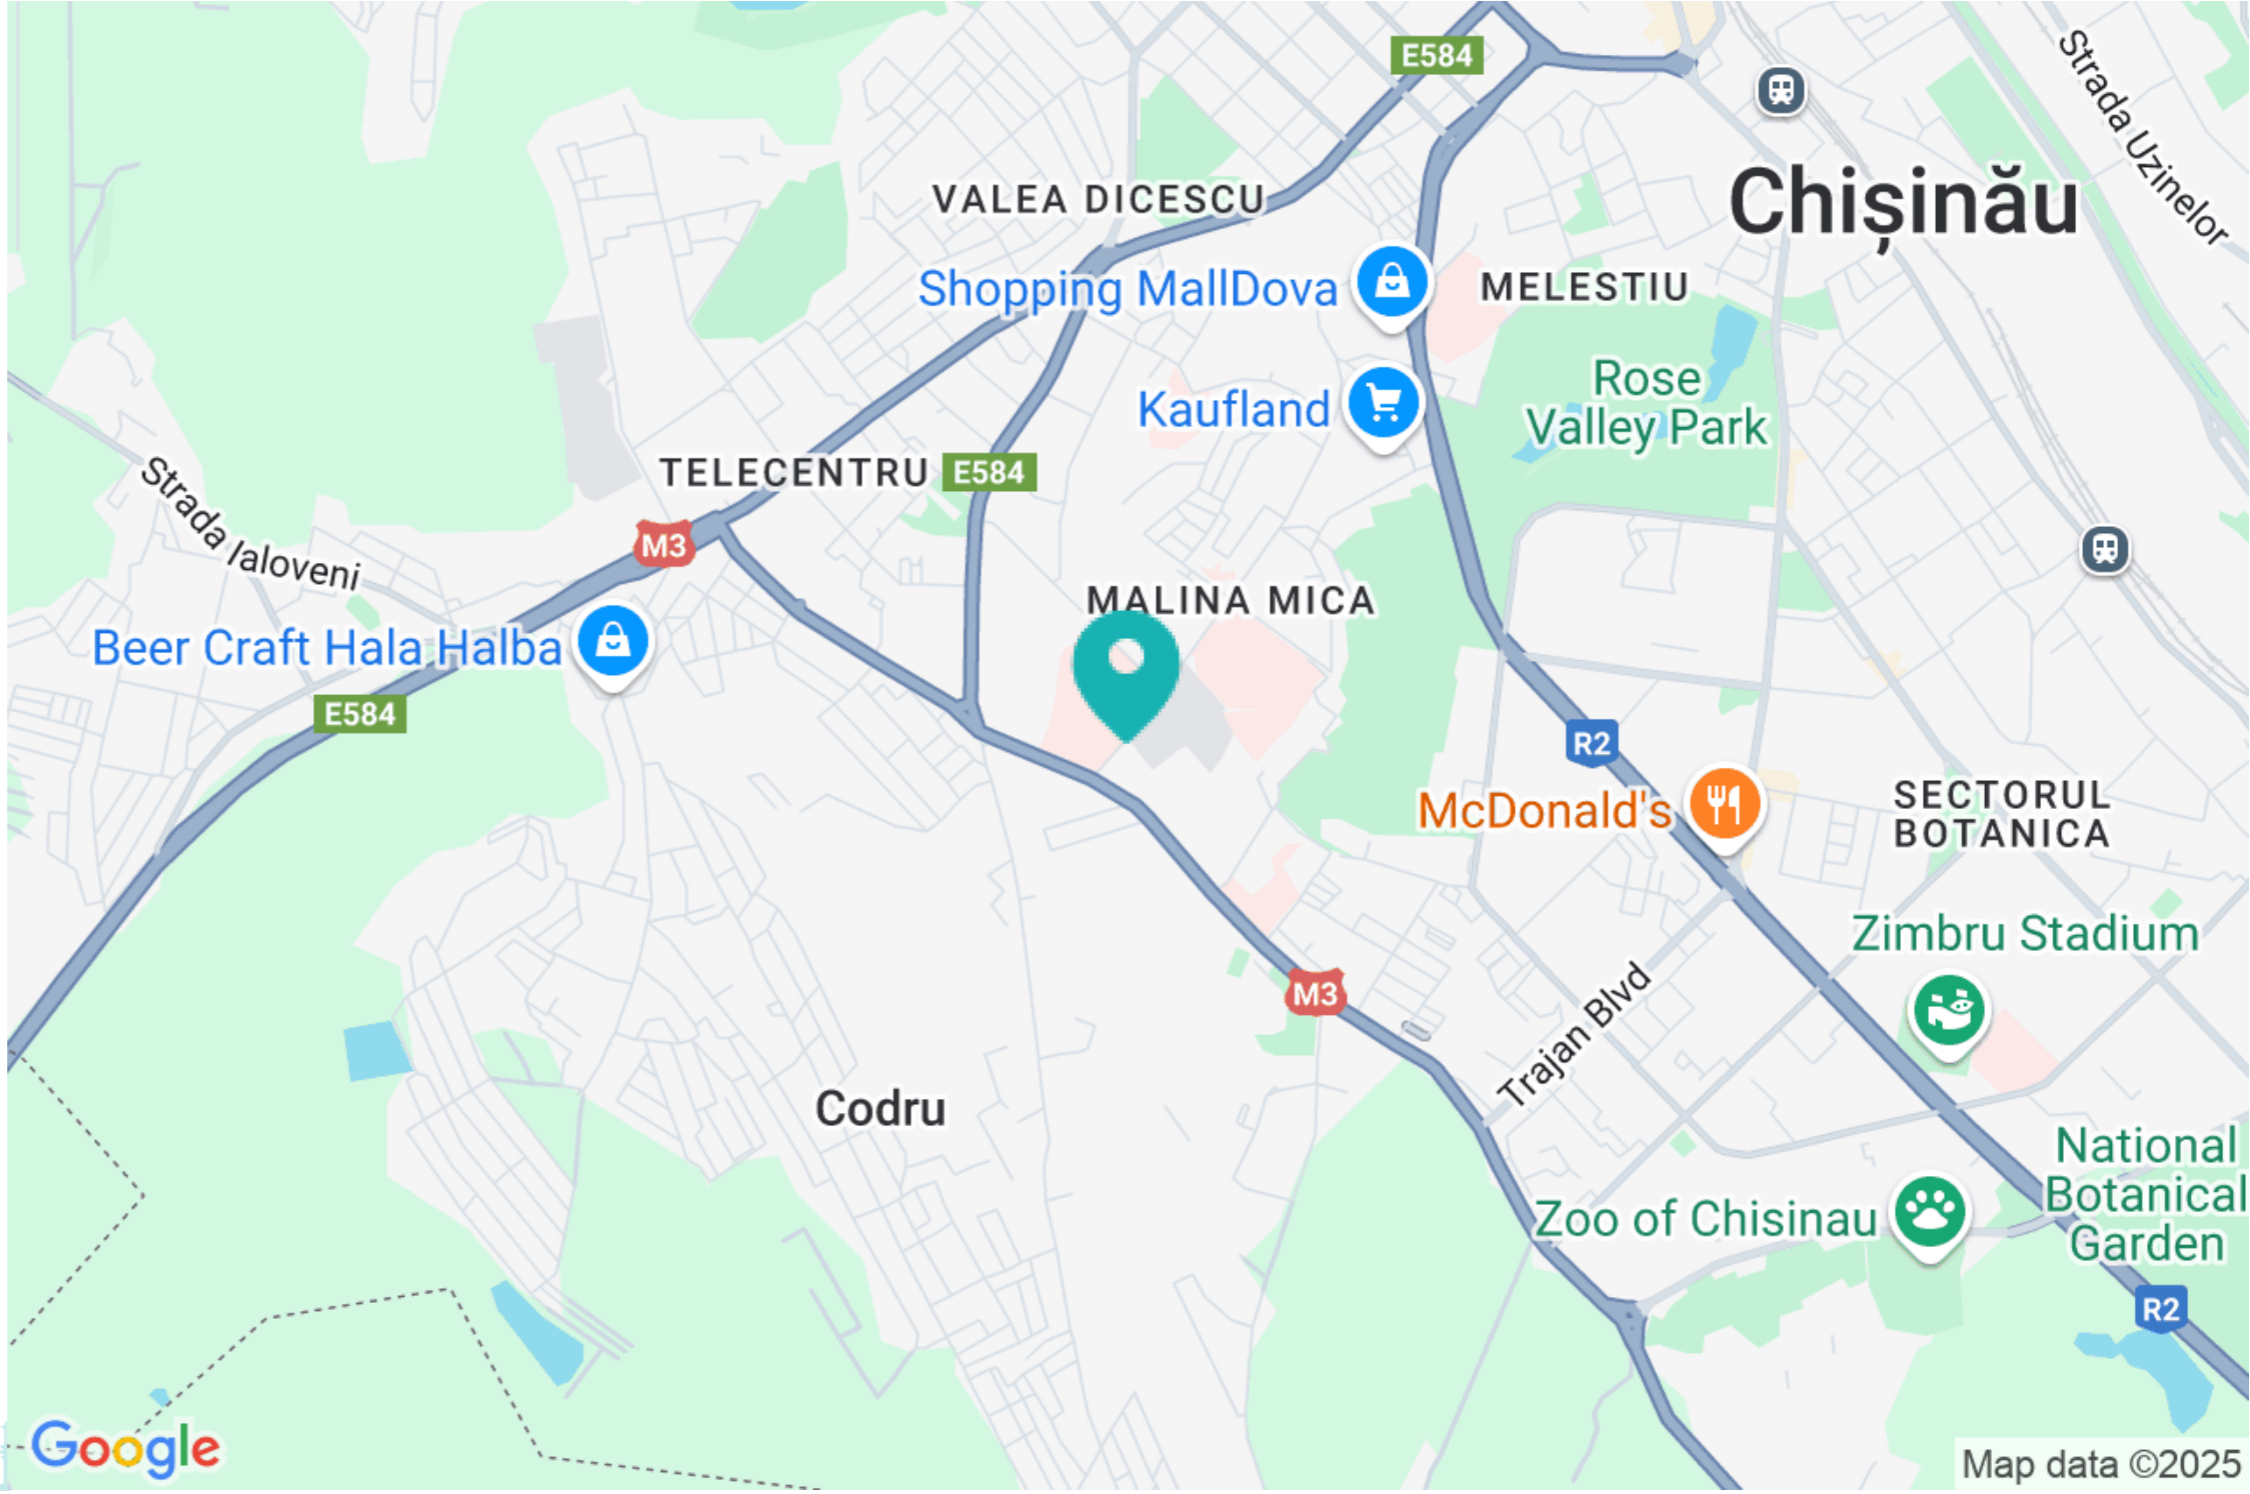 E584
Strada Uzinelor
Chișinău
VALEA DICESCU
Shopping MallDova
MELESTIU
Rose
Valley Park
Kaufland
TELECENTRU
E584
Strada Ialoveni
M3
MALINA MICA
Beer Craft Hala Halba
E584
R2
McDonald's
SECTORUL
BOTANICA
Zimbru Stadium
M3
Trajan Blvd
Codru
National
Botanical
Garden
Zoo of Chisinau
R2
Google
Map data ©2025